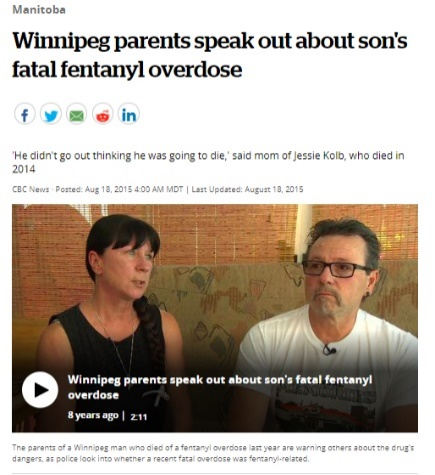 Manitoba
Winnipeg parents speak out about son's
fatal fentanyl overdose
'He didn't go out thinking he was going to die,' said mom of Jessie Kolb, who died in
2014
CBC News · Posted: Aug 18, 2015 4:00 AM MDT | Last Updated: August 18, 2015
Winnipeg parents speak out about son's fatal fentanyl
overdose
8 years ago | 2:11
The parents of a Winnipeg man who died of a fentanyl overdose last year are warning others about the drug's
dangers, as police look into whether a recent fatal overdose was fentanyl-related.